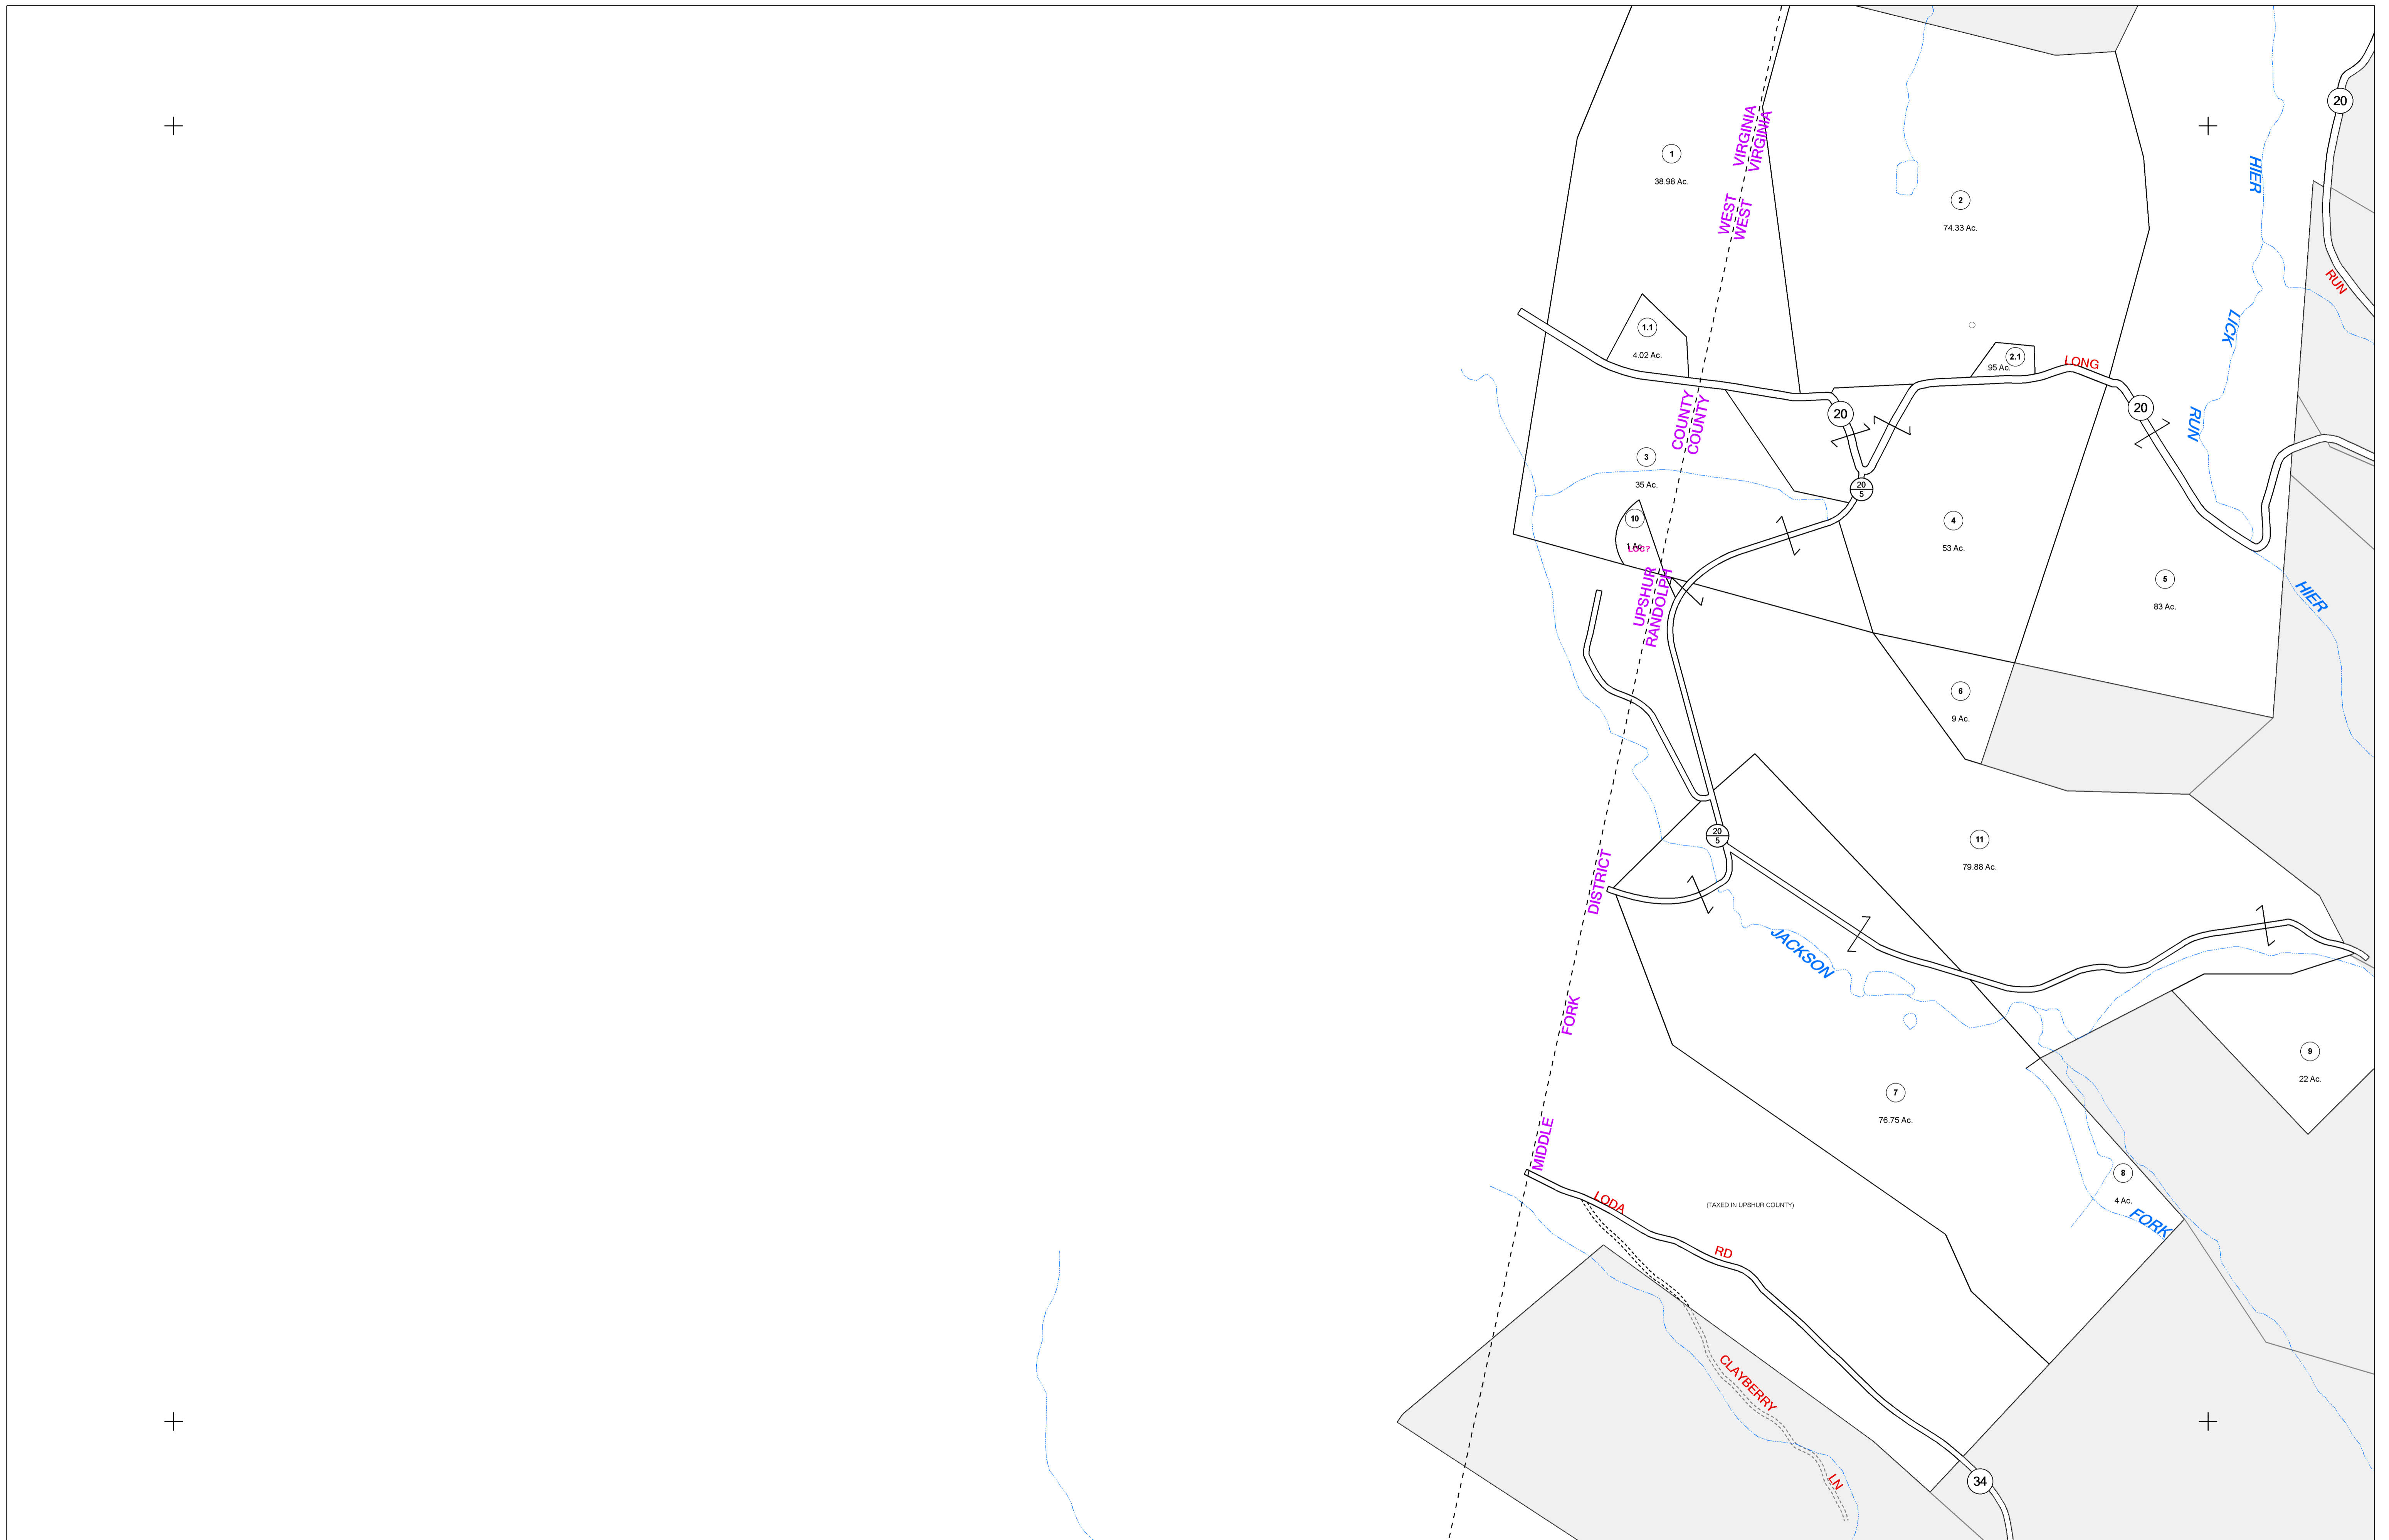 20
WEST VIRGINIA
WEST VIRGINIA
1
38.98 Ac.
2
74.33 Ac.
HIER
LICK
RUN
RUN
1.1
4.02 Ac.
2.1
.95 Ac.
LONG
20
20
COUNTY
COUNTY
3
35 Ac.
20
5
10
1 Ac.
LOC?
4
53 Ac.
5
83 Ac.
HIER
UPSHUR
RANDOLPH
6
9 Ac.
20
5
11
79.88 Ac.
DISTRICT
JACKSON
FORK
9
22 Ac.
7
76.75 Ac.
MIDDLE
8
4 Ac.
FORK
LODA
(TAXED IN UPSHUR COUNTY)
RD
CLAYBERRY
LN
34